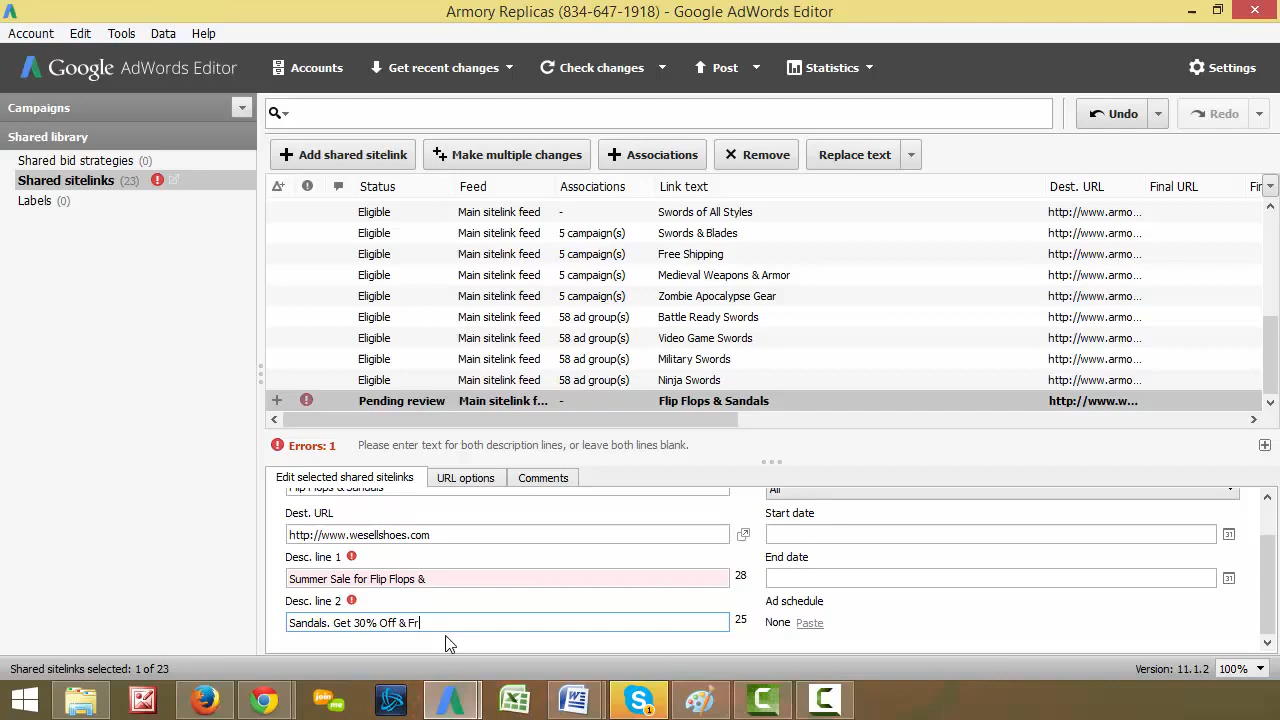 Armory Replicas (834-647-1918) - Google AdWords Editor
Account Edit Tools Data Help
Google AdWords Editor Accounts Get recent changes Check changes Post Statistics Settings
Campaigns
Undo Redo
Shared library
Shared bid strategies (0)
Add shared sitelink Make multiple changes Associations Remove Replace text
Shared sitelinks (23)
Status Feed Associations Link text Dest. URL Final URL Fir
Labels (0)
Eligible Main sitelink feed - Swords of All Styles http://www.armo...
Eligible Main sitelink feed 5 campaign(s) Swords & Blades http://www.armo...
Eligible Main sitelink feed 5 campaign(s) Free Shipping http://www.armo...
Eligible Main sitelink feed 5 campaign(s) Medieval Weapons & Armor http://www.armo...
Eligible Main sitelink feed 5 campaign(s) Zombie Apocalypse Gear http://www.armo...
Eligible Main sitelink feed 58 ad group(s) Battle Ready Swords http://www.armo...
Eligible Main sitelink feed 58 ad group(s) Video Game Swords http://www.armo...
Eligible Main sitelink feed 58 ad group(s) Military Swords http://www.armo...
Eligible Main sitelink feed 58 ad group(s) Ninja Swords http://www.armo...
Pending review Main sitelink f... - Flip Flops & Sandals http://www.w...
Errors: 1 Please enter text for both description lines, or leave both lines blank.
Edit selected shared sitelinks URL options Comments
Flip Flops & Sandals All
Dest. URL Start date
http://www.wesellshoes.com 31
Desc. line 1 End date
Summer Sale for Flip Flops & 28 31
Desc. line 2 Ad schedule
Sandals. Get 30% Off & Fr 25 None Paste
Shared sitelinks selected: 1 of 23 Version: 11.1.2 100%
join me 1